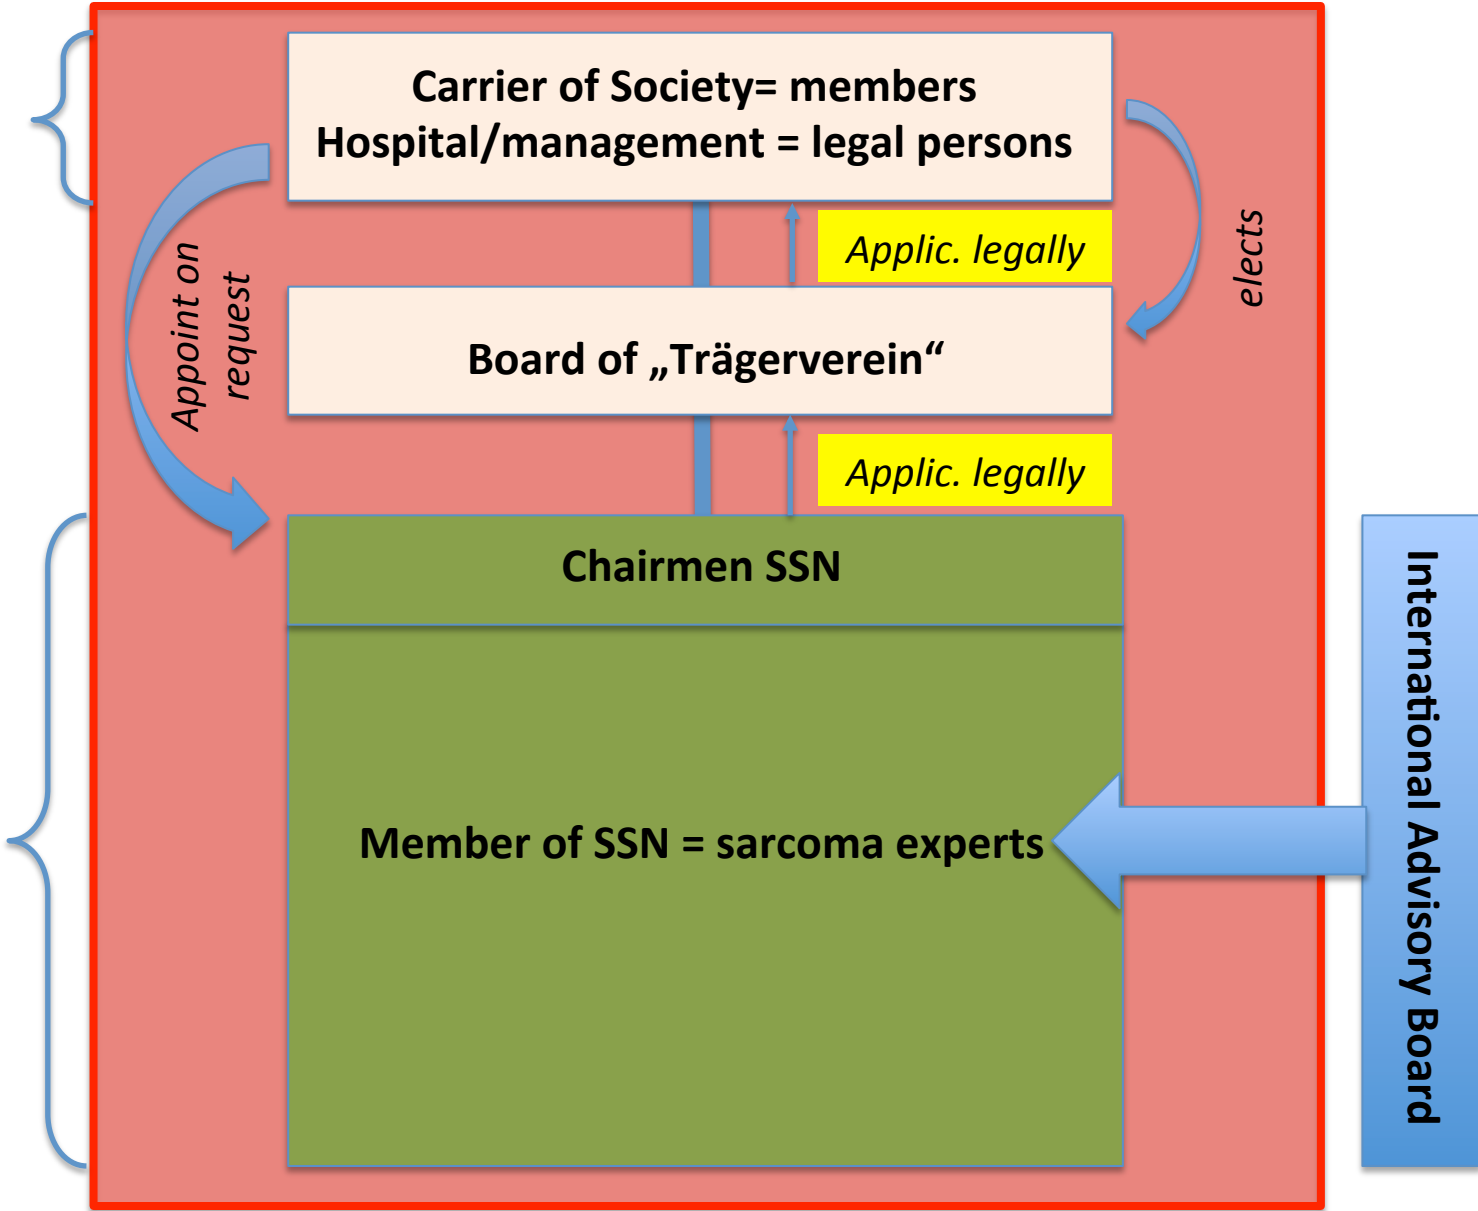 Carrier of Society= members
Hospital/management = legal persons
Appoint on
request
Applic. legally
elects
Board of „Trägerverein“
Applic. legally
Chairmen SSN
Member of SSN = sarcoma experts
International Advisory Board